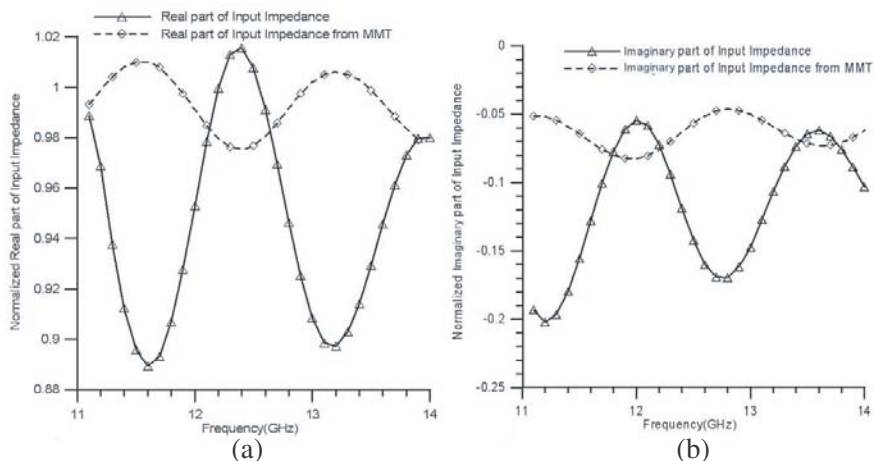 Real part of Input Impedance
Real part of Input Impedance from MMT
1.02
1
0.98
0.96
0.94
0.92
0.9
0.88
Normalized Real part of Input Impedance
11
12
13
14
Frequency(GHz)
(a)
Imaginary part of Input Impedance
Imaginary part of Input Impedance from MMT
0
-0.05
-0.1
-0.15
-0.2
-0.25
Normalized Imaginary part of Input Impedance
11
12
13
14
Frequency(GHz)
(b)